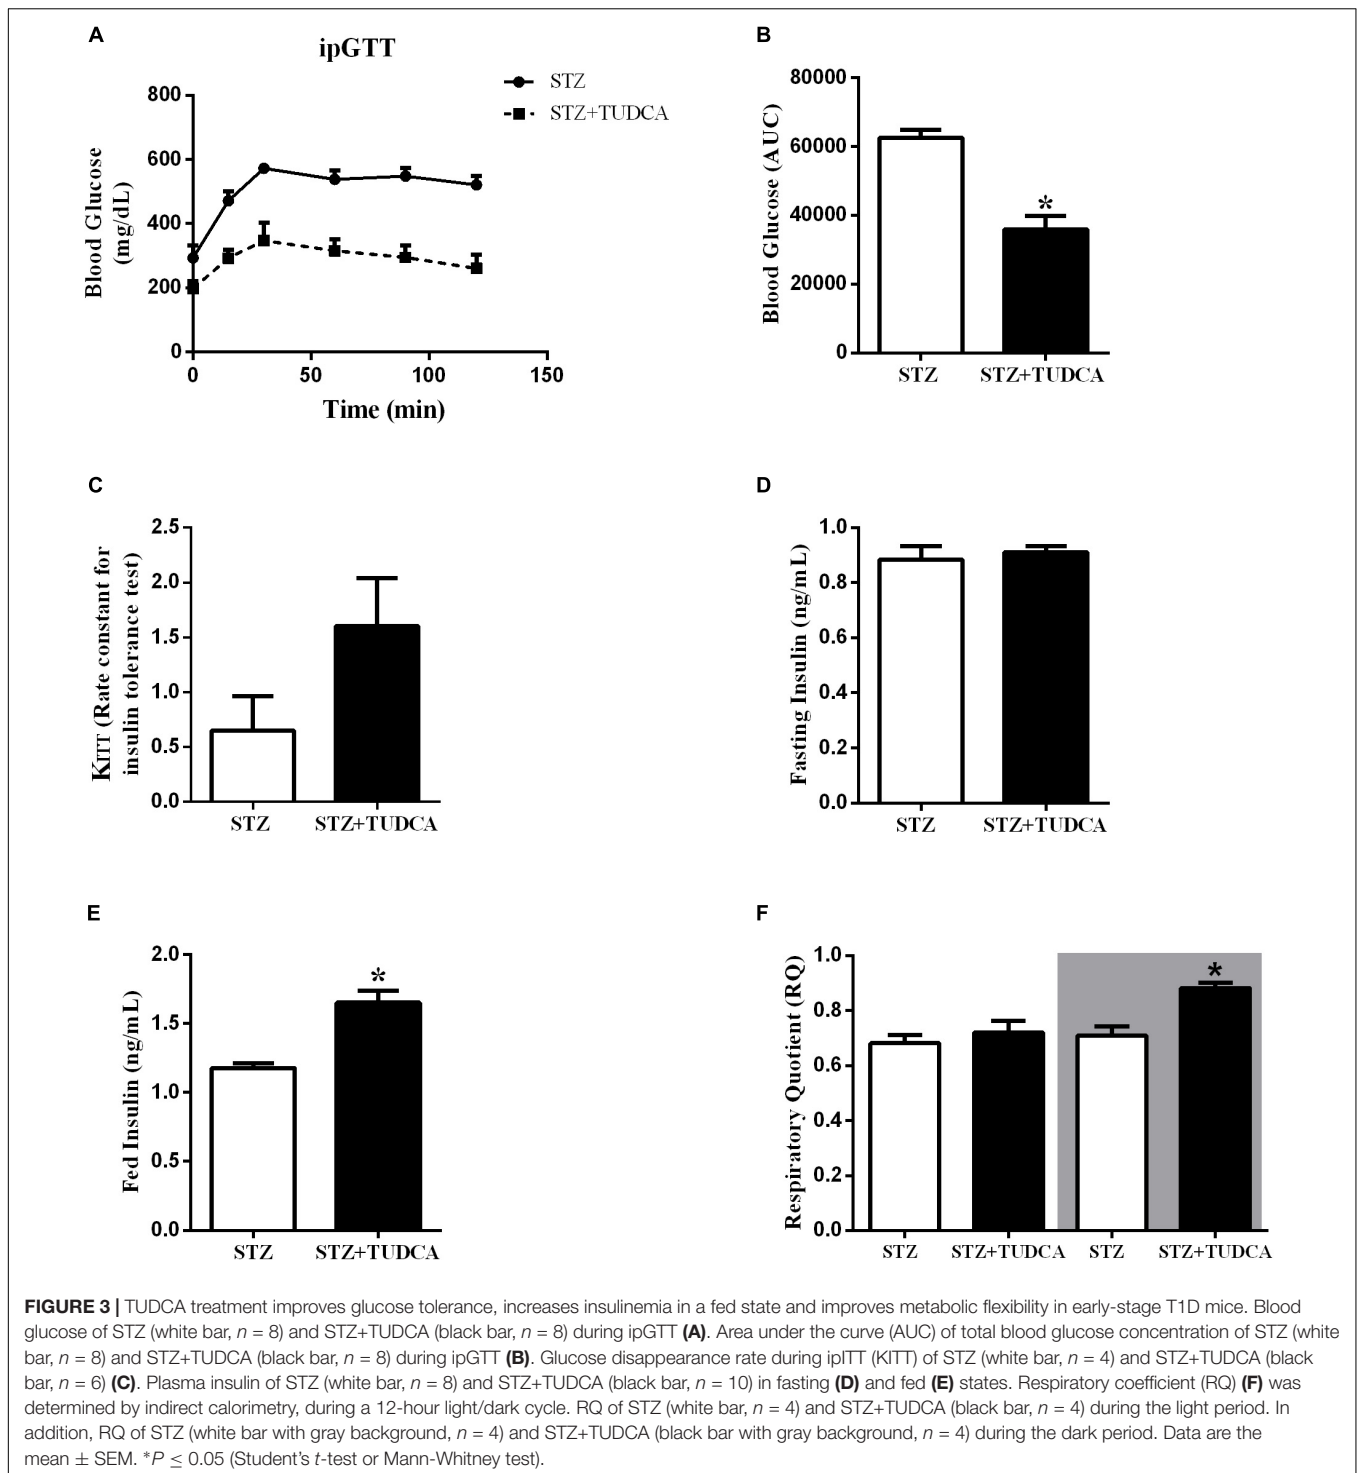 A
ipGTT
STZ
STZ+TUDCA
800
600
400
200
0
0
50
100
150
Blood Glucose
(mg/dL)
Time (min)
B
80000
60000
40000
20000
0
Blood Glucose (AUC)
*
STZ
STZ+TUDCA
C
2.5
2.0
1.5
1.0
0.5
0.0
KITT (Rate constant for
insulin tolerance test)
STZ
STZ+TUDCA
D
1.0
0.8
0.6
0.4
0.2
0.0
Fasting Insulin (ng/mL)
STZ
STZ+TUDCA
E
2.0
1.5
1.0
0.5
0.0
Fed Insulin (ng/mL)
*
STZ
STZ+TUDCA
F
1.0
0.8
0.6
0.4
0.2
0.0
Respiratory Quotient (RQ)
*
STZ
STZ+TUDCA
STZ
STZ+TUDCA
FIGURE 3 | TUDCA treatment improves glucose tolerance, increases insulinemia in a fed state and improves metabolic flexibility in early-stage T1D mice. Blood
glucose of STZ (white bar, n = 8) and STZ+TUDCA (black bar, n = 8) during ipGTT (A). Area under the curve (AUC) of total blood glucose concentration of STZ (white
bar, n = 8) and STZ+TUDCA (black bar, n = 8) during ipGTT (B). Glucose disappearance rate during ipITT (KITT) of STZ (white bar, n = 4) and STZ+TUDCA (black
bar, n = 6) (C). Plasma insulin of STZ (white bar, n = 8) and STZ+TUDCA (black bar, n = 10) in fasting (D) and fed (E) states. Respiratory coefficient (RQ) (F) was
determined by indirect calorimetry, during a 12-hour light/dark cycle. RQ of STZ (white bar, n = 4) and STZ+TUDCA (black bar, n = 4) during the light period. In
addition, RQ of STZ (white bar with gray background, n = 4) and STZ+TUDCA (black bar with gray background, n = 4) during the dark period. Data are the
mean ± SEM. *P ≤ 0.05 (Student's t-test or Mann-Whitney test).